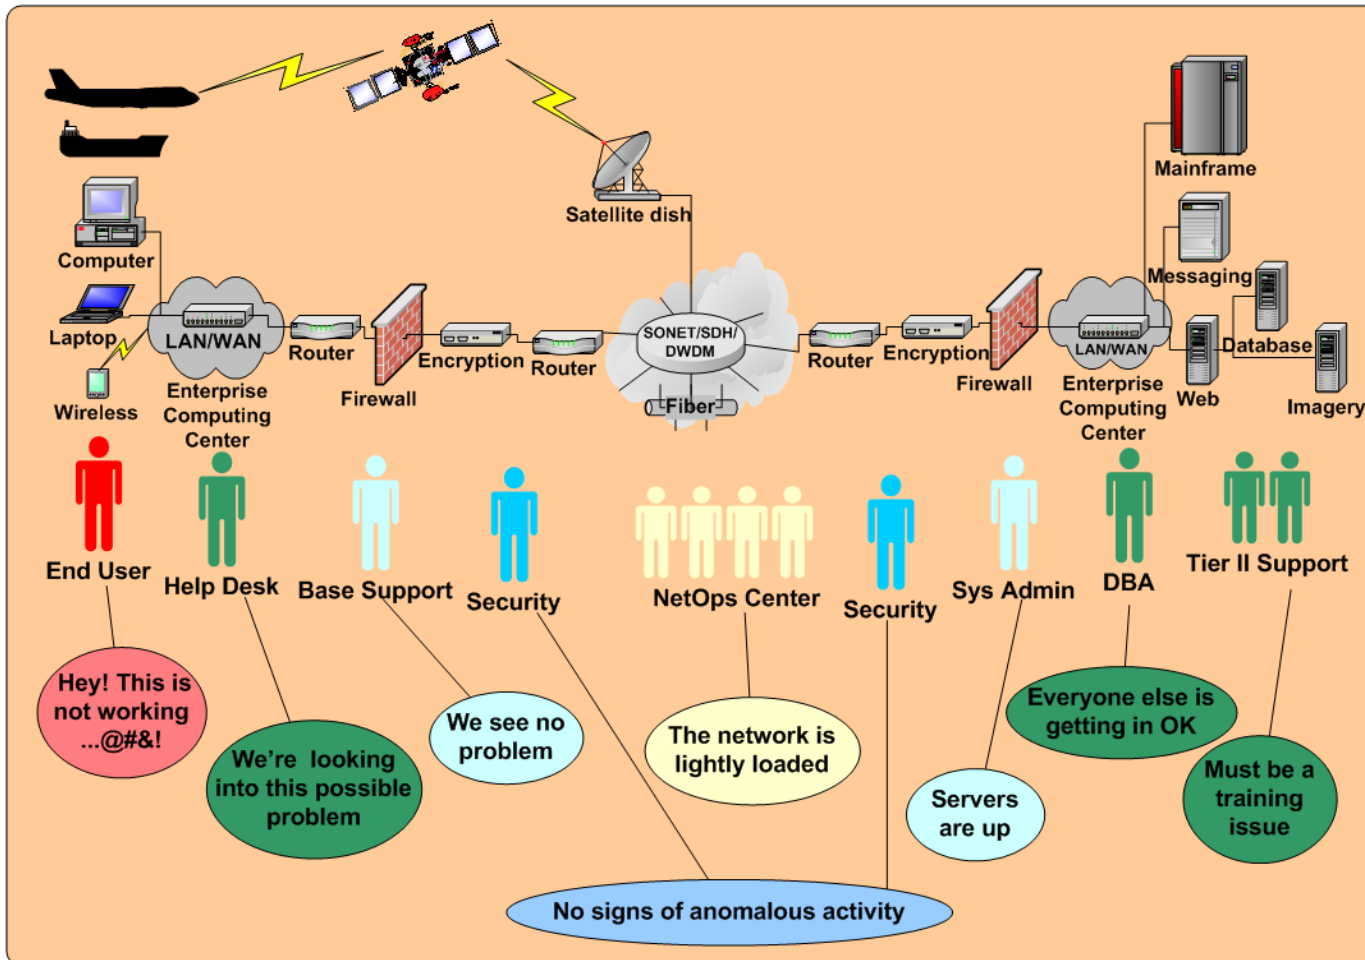 Mainframe
Satellite dish
Computer
Messaging
Laptop
LAN/WAN
Router
Encryption
Router
SONET/SDH/
DWDM
Router
Encryption
LAN/WAN
Database
Wireless
Enterprise
Computing
Center
Firewall
Fiber
Firewall
Enterprise
Computing
Center
Web
Imagery
End User
Help Desk
Base Support
Security
NetOps Center
Security
Sys Admin
DBA
Tier II Support
Hey! This is
not working
...@#&!
We're looking
into this possible
problem
We see no
problem
The network is
lightly loaded
Servers
are up
Everyone else is
getting in OK
Must be a
training
issue
No signs of anomalous activity